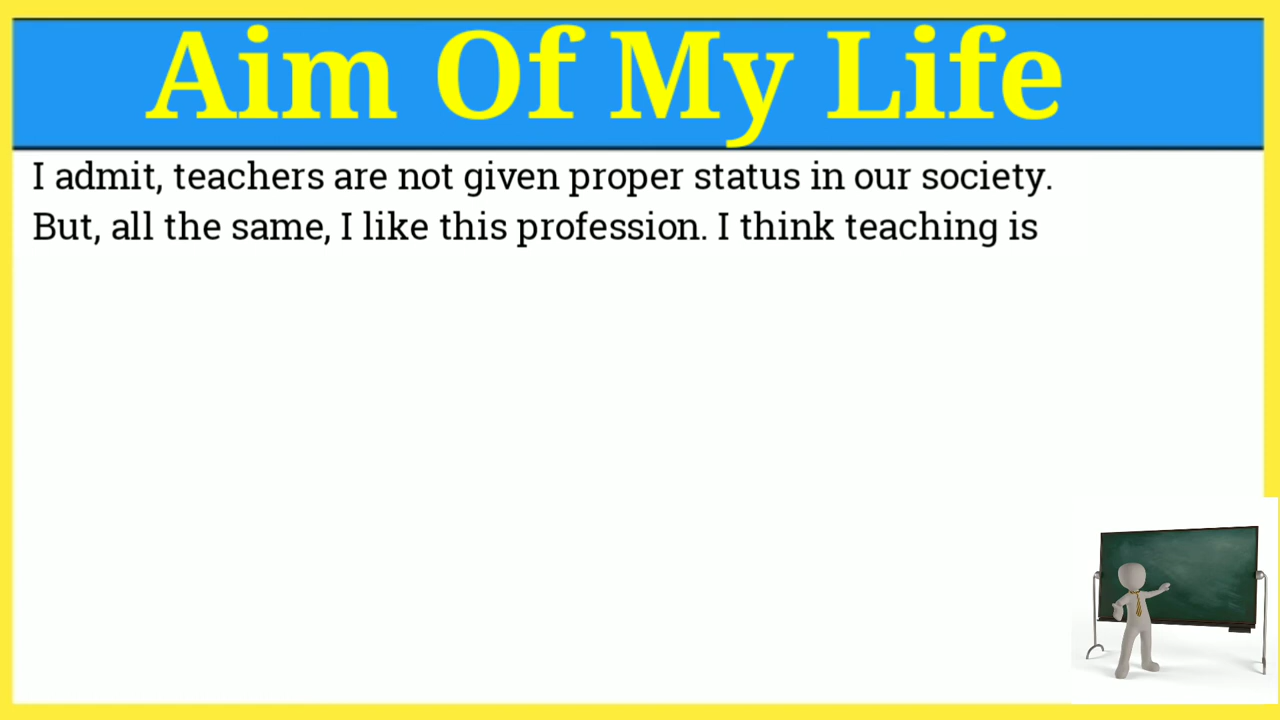 Aim Of My Life
I admit, teachers are not given proper status in our society.
But, all the same, I like this profession. I think teaching is